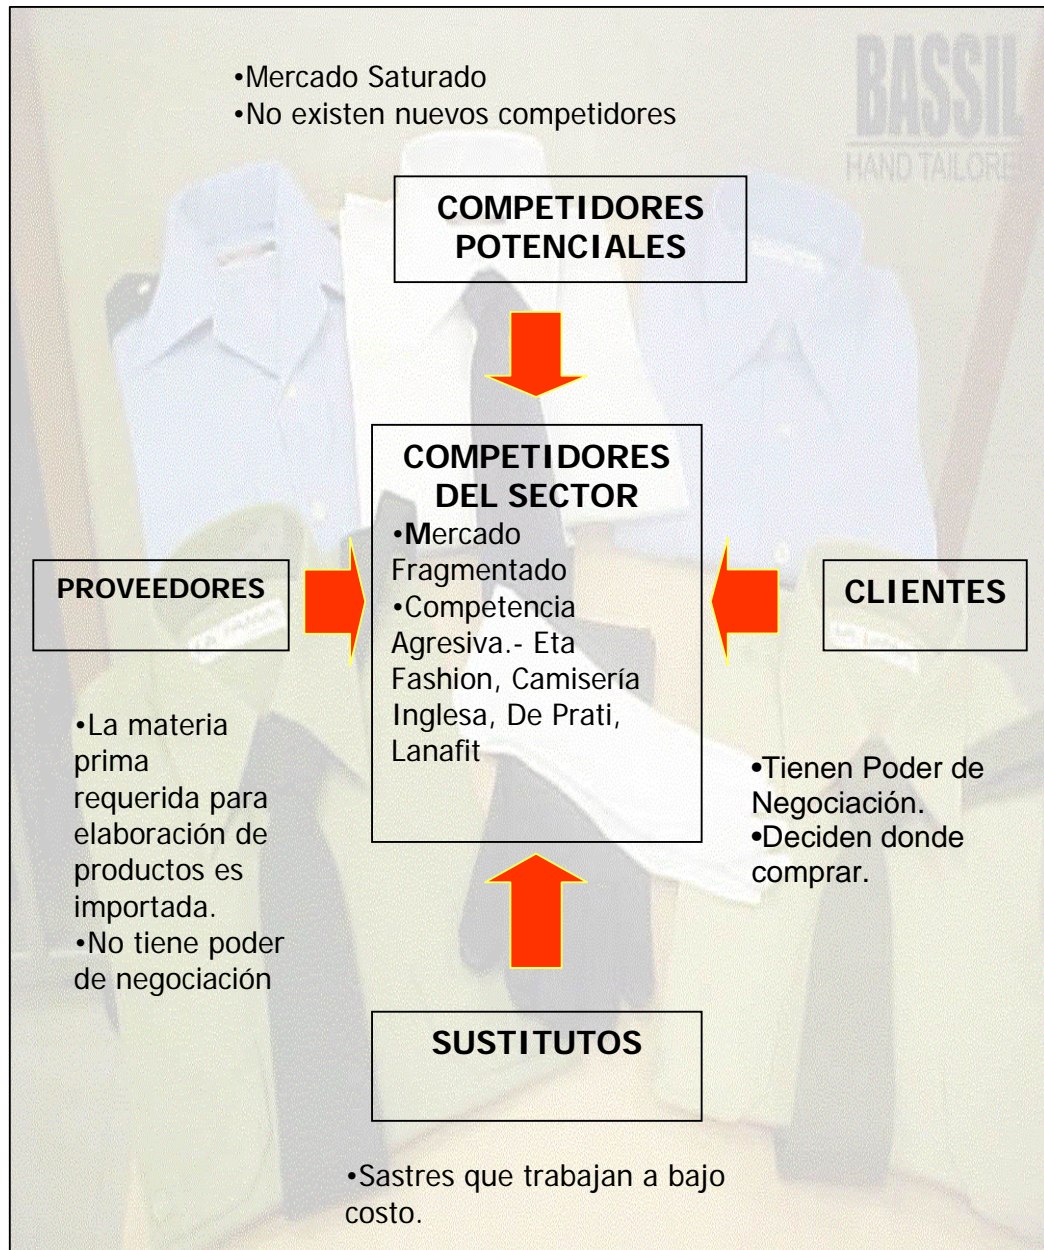 •Mercado Saturado
•No existen nuevos competidores
BASSIL
HAND TAILORE
COMPETIDORES
POTENCIALES
COMPETIDORES
DEL SECTOR
•Mercado
Fragmentado
•Competencia
Agresiva.- Eta
Fashion, Camisería
Inglesa, De Prati,
Lanafit
PROVEEDORES
CLIENTES
•La materia
prima
requerida para
elaboración de
productos es
importada.
•No tiene poder
de negociación
•Tienen Poder de
Negociación.
•Deciden donde
comprar.
SUSTITUTOS
•Sastres que trabajan a bajo
costo.